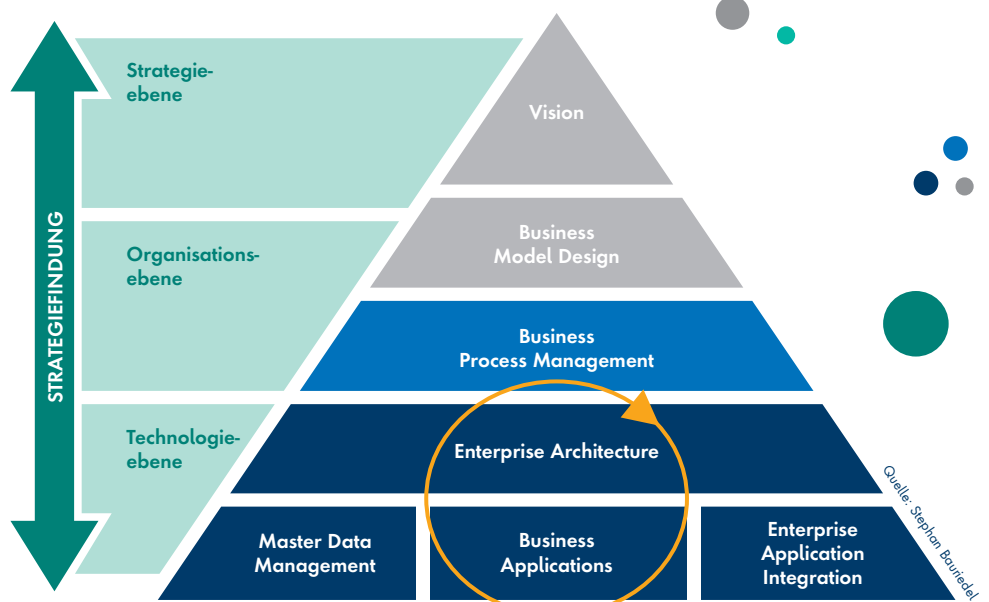 STRATEGIEFINDUNG
Strategie-
ebene
Organisations-
ebene
Technologie-
ebene
Vision
Business
Model Design
Business
Process Management
Enterprise Architecture
Master Data
Management
Business
Applications
Enterprise
Application
Integration
Quelle: Stephan Bauriedel